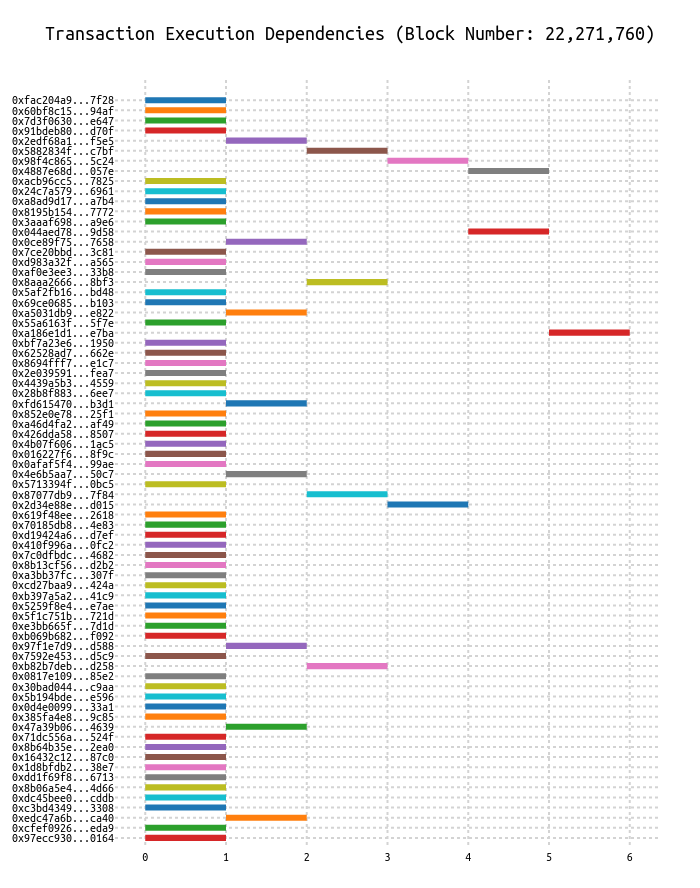 Transaction Execution Dependencies (Block Number: 22,271,760)
0xfac204a9...7f28
0x60bf8c15...94af
0x7d3f0630...e647
0x91bdeb80...d70f
0x2edf68a1...f5e5
0x5882834f...c7bf
0x98f4c865...5c24
0x4887e68d...057e
0xacb96cc5...7825
0x24c7a579...6961
0xa8ad9d17...a7b4
0x8195b154...7772
0x3aaaf698...a9e6
0x044aed78...9d58
0x0ce89f75...7658
0x7ce20bbd...3c81
0xd983a32f...a565
0xaf0e3ee3...33b8
0x8aaa2666...8bf3
0x5af2fb16...bd48
0x69ce0685...b103
0xa5031db9...e822
0x55a6163f...5f7e
0xa186e1d1...e7ba
0xbf7a23e6...1950
0x62528ad7...662e
0x8694fff7...e1c7
0x2e039591...fea7
0x4439a5b3...4559
0x28b8f883...6ee7
0xfd615470...b3d1
0x852e0e78...25f1
0xa46d4fa2...af49
0x426dda58...8507
0x4b07f606...1ac5
0x016227f6...8f9c
0x0afaf5f4...99ae
0x4e6b5aa7...50c7
0x5713394f...0bc5
0x87077db9...7f84
0x2d34e88e...d015
0x619f48ee...2618
0x70185db8...4e83
0xd19424a6...d7ef
0x410f996a...0fc2
0x7c0dfbdc...4682
0x8b13cf56...d2b2
0xa3bb37fc...307f
0xcd27baa9...424a
0xb397a5a2...41c9
0x5259f8e4...e7ae
0x5f1c751b...721d
0xe3bb665f...7d1d
0xb069b682...f092
0x97f1e7d9...d588
0x7592e453...d5c9
0xb82b7deb...d258
0x0817e109...85e2
0x30bad044...c9aa
0x5b194bde...e596
0x0d4e0099...33a1
0x385fa4e8...9c85
0x47a39b06...4639
0x71dc556a...524f
0x8b64b35e...2ea0
0x16432c12...87c0
0x1d8bfdb2...38e7
0xdd1f69f8...6713
0x8b06a5e4...4d66
0xdc45bee0...cddb
0xc3bd4349...3308
0xedc47a6b...ca40
0xcfef0926...eda9
0x97ecc930...0164
0 1 2 3 4 5 6